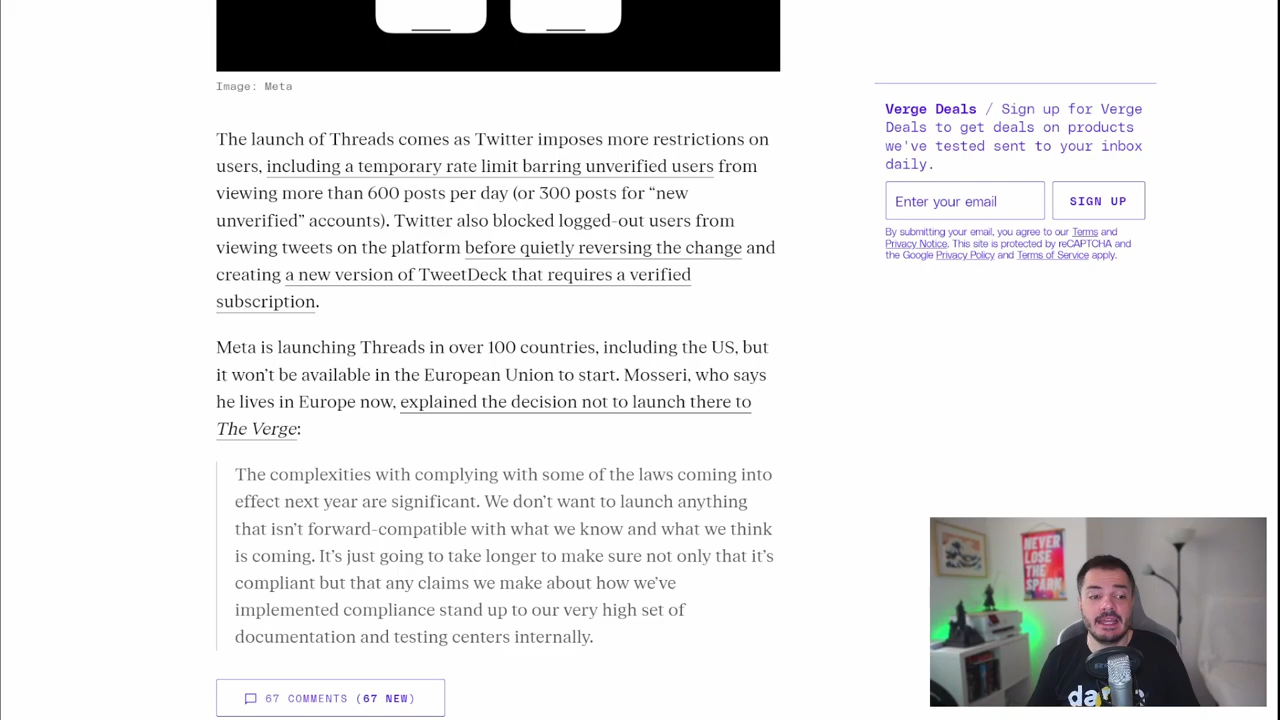 Image: Meta
The launch of Threads comes as Twitter imposes more restrictions on
users, including a temporary rate limit barring unverified users from
viewing more than 600 posts per day (or 300 posts for “new
unverified” accounts). Twitter also blocked logged-out users from
viewing tweets on the platform before quietly reversing the change and
creating a new version of TweetDeck that requires a verified
subscription.
Meta is launching Threads in over 100 countries, including the US, but
it won’t be available in the European Union to start. Mosseri, who says
he lives in Europe now, explained the decision not to launch there to
The Verge:
The complexities with complying with some of the laws coming into
effect next year are significant. We don’t want to launch anything
that isn’t forward-compatible with what we know and what we think
is coming. It’s just going to take longer to make sure not only that it’s
compliant but that any claims we make about how we’ve
implemented compliance stand up to our very high set of
documentation and testing centers internally.
67 COMMENTS (67 NEW)
Verge Deals / Sign up for Verge
Deals to get deals on products
we've tested sent to your inbox
daily.
Enter your email
SIGN UP
By submitting your email, you agree to our Terms and
Privacy Notice. This site is protected by reCAPTCHA and
the Google Privacy Policy and Terms of Service apply.
NEVER
LOSE
THE
SPARK